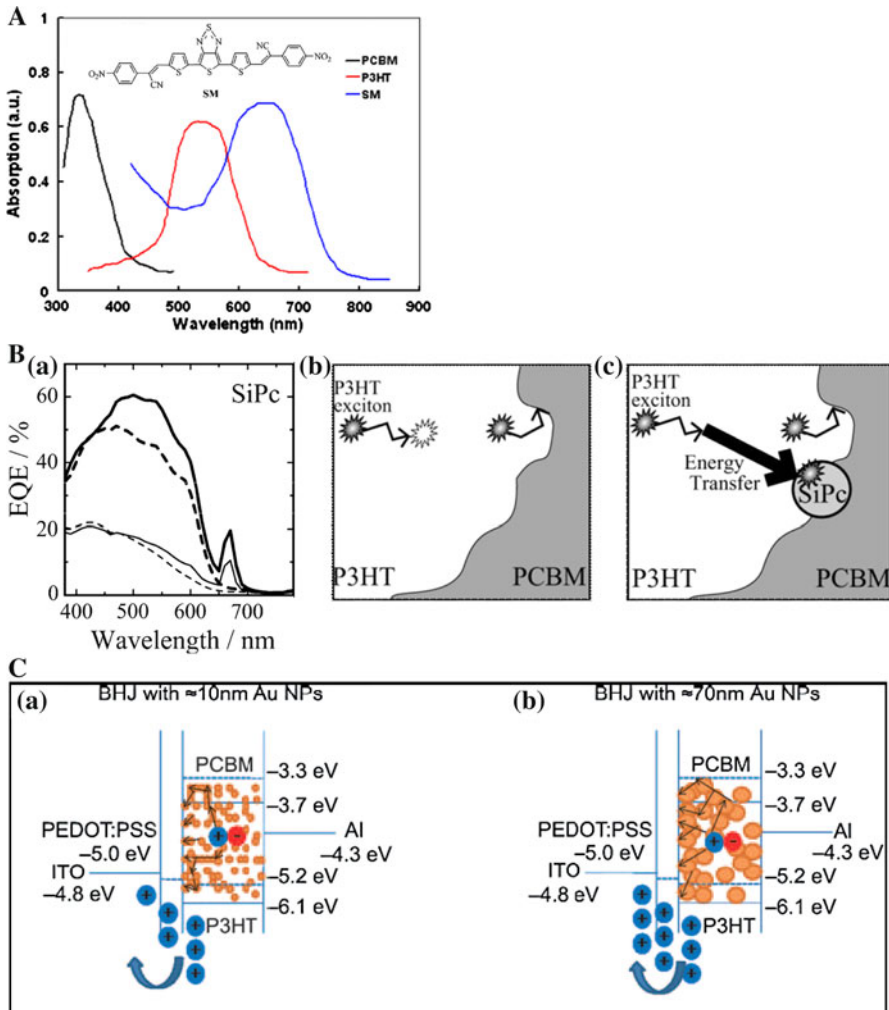 A
1
0.8
0.6
0.4
0.2
0
Absorption (a.u.)
300 400 500 600 700 800 900
Wavelength (nm)
S
N N
NO₂ CN S S S CN NO₂
SM
PCBM
P3HT
SM
B
(a)
SiPc
60
40
20
0
EQE / %
400 500 600 700
Wavelength / nm
(b)
P3HT
exciton
P3HT PCBM
(c)
P3HT
exciton
Energy
Transfer
SiPc
P3HT PCBM
C
(a)
BHJ with ≈10nm Au NPs
PCBM
–3.3 eV
–3.7 eV
PEDOT:PSS
–5.0 eV
ITO
–4.8 eV
Al
–4.3 eV
–5.2 eV
–6.1 eV
P3HT
+ -
+ + + + + +
(b)
BHJ with ≈70nm Au NPs
PCBM
–3.3 eV
–3.7 eV
PEDOT:PSS
–5.0 eV
ITO
–4.8 eV
Al
–4.3 eV
–5.2 eV
–6.1 eV
P3HT
+ -
+ + + + + + + + +